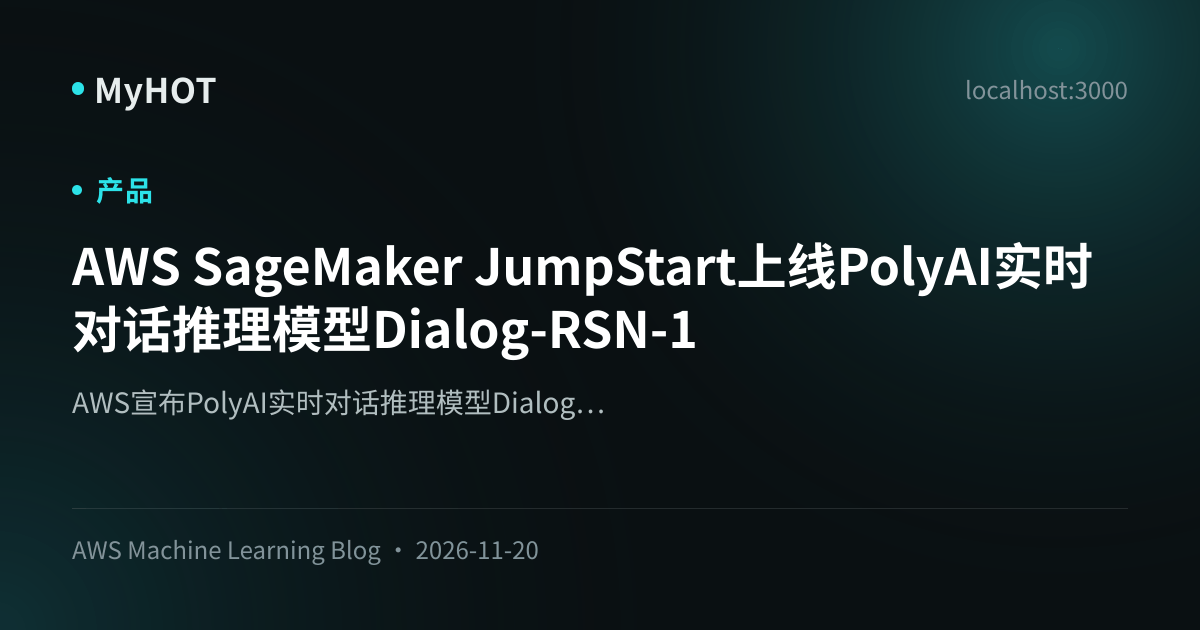 MyHOT
localhost:3000
产品
AWS SageMaker JumpStart上线PolyAI实时
对话推理模型Dialog-RSN-1
AWS宣布PolyAI实时对话推理模型Dialog…
AWS Machine Learning Blog · 2026-11-20